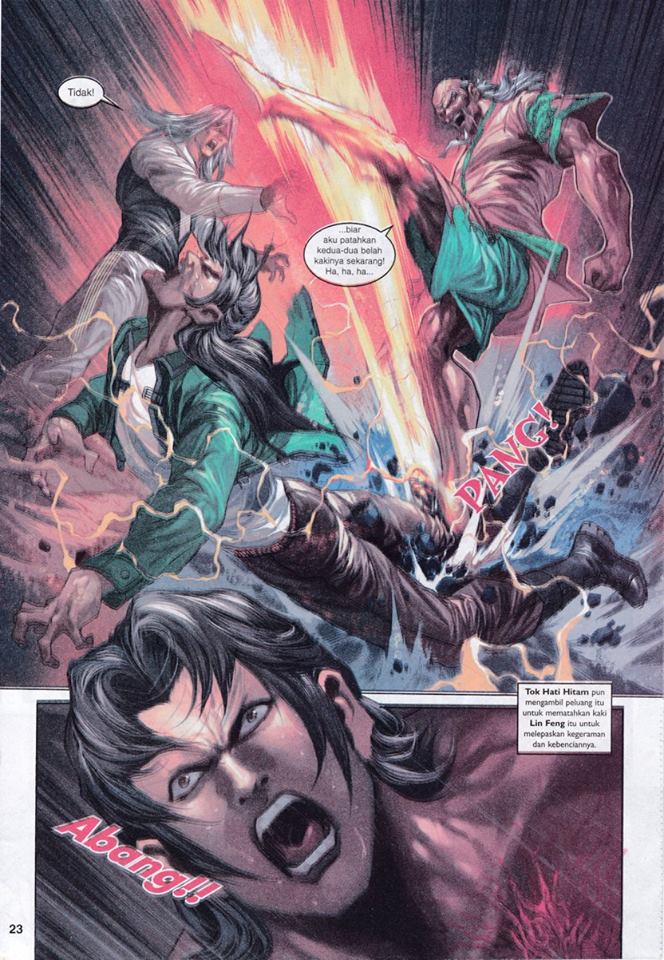 Tidak!
...biar
aku patahkan
kedua-dua belah
kakinya sekarang!
Ha, ha, ha...
PANG!
Tok Hati Hitam pun
mengambil peluang itu
untuk mematahkan kaki
Lin Feng itu untuk
melepaskan kegeraman
dan kebenciannya.
Abang!!
23